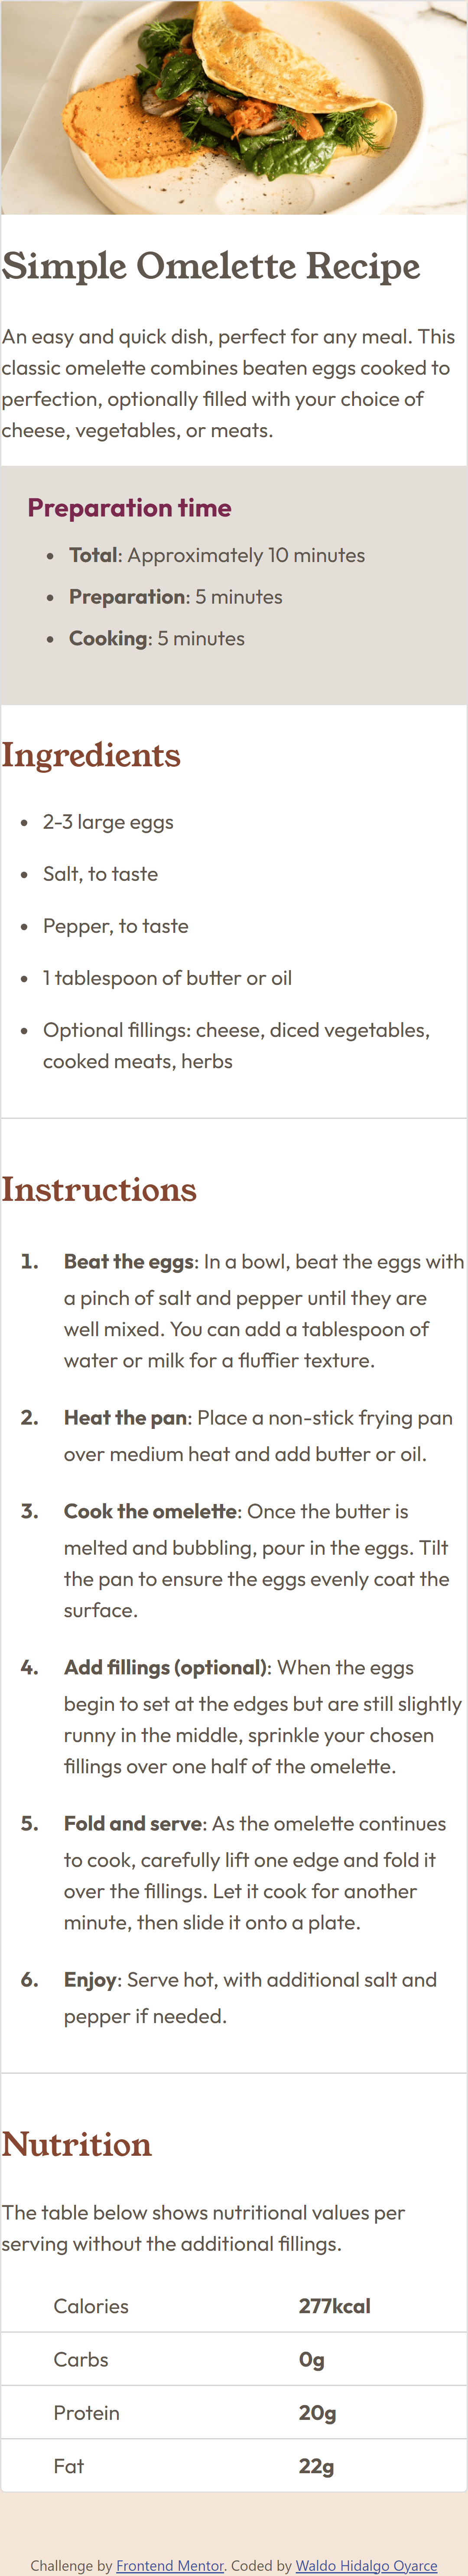 Simple Omelette Recipe
An easy and quick dish, perfect for any meal. This
classic omelette combines beaten eggs cooked to
perfection, optionally filled with your choice of
cheese, vegetables, or meats.
Preparation time
• Total: Approximately 10 minutes
• Preparation: 5 minutes
• Cooking: 5 minutes
Ingredients
• 2-3 large eggs
• Salt, to taste
• Pepper, to taste
• 1 tablespoon of butter or oil
• Optional fillings: cheese, diced vegetables,
cooked meats, herbs
Instructions
1. Beat the eggs: In a bowl, beat the eggs with
a pinch of salt and pepper until they are
well mixed. You can add a tablespoon of
water or milk for a fluffier texture.
2. Heat the pan: Place a non-stick frying pan
over medium heat and add butter or oil.
3. Cook the omelette: Once the butter is
melted and bubbling, pour in the eggs. Tilt
the pan to ensure the eggs evenly coat the
surface.
4. Add fillings (optional): When the eggs
begin to set at the edges but are still slightly
runny in the middle, sprinkle your chosen
fillings over one half of the omelette.
5. Fold and serve: As the omelette continues
to cook, carefully lift one edge and fold it
over the fillings. Let it cook for another
minute, then slide it onto a plate.
6. Enjoy: Serve hot, with additional salt and
pepper if needed.
Nutrition
The table below shows nutritional values per
serving without the additional fillings.
Calories 277kcal
Carbs 0g
Protein 20g
Fat 22g
Challenge by Frontend Mentor. Coded by Waldo Hidalgo Oyarce